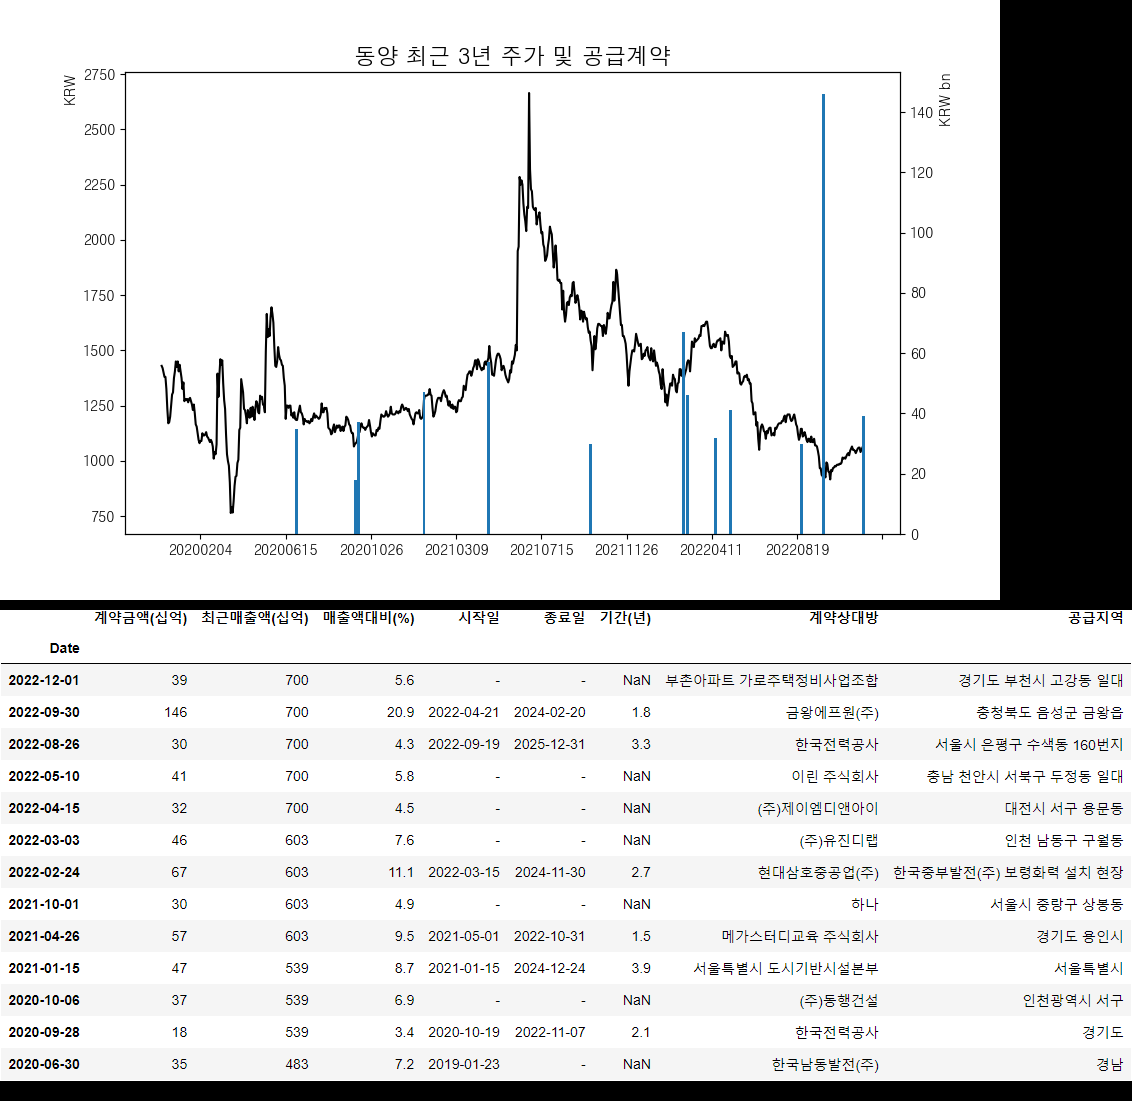 동양 최근 3년 주가 및 공급계약
KRW
KRW bn
2750
2500
2250
2000
1750
1500
1250
1000
750
140
120
100
80
60
40
20
0
20200204 20200615 20201026 20210309 20210715 20211126 20220411 20220819
계약금액(십억) 최근매출액(십억) 매출액대비(%) 시작일 종료일 기간(년) 계약상대방 공급지역
Date
2022-12-01 39 700 5.6 - - NaN 부촌아파트 가로주택정비사업조합 경기도 부천시 고강동 일대
2022-09-30 146 700 20.9 2022-04-21 2024-02-20 1.8 금왕에프원(주) 충청북도 음성군 금왕읍
2022-08-26 30 700 4.3 2022-09-19 2025-12-31 3.3 한국전력공사 서울시 은평구 수색동 160번지
2022-05-10 41 700 5.8 - - NaN 이린 주식회사 충남 천안시 서북구 두정동 일대
2022-04-15 32 700 4.5 - - NaN (주)제이엠디앤아이 대전시 서구 용문동
2022-03-03 46 603 7.6 - - NaN (주)유진디랩 인천 남동구 구월동
2022-02-24 67 603 11.1 2022-03-15 2024-11-30 2.7 현대삼호중공업(주) 한국중부발전(주) 보령화력 설치 현장
2021-10-01 30 603 4.9 - - NaN 하나 서울시 중랑구 상봉동
2021-04-26 57 603 9.5 2021-05-01 2022-10-31 1.5 메가스터디교육 주식회사 경기도 용인시
2021-01-15 47 539 8.7 2021-01-15 2024-12-24 3.9 서울특별시 도시기반시설본부 서울특별시
2020-10-06 37 539 6.9 - - NaN (주)동행건설 인천광역시 서구
2020-09-28 18 539 3.4 2020-10-19 2022-11-07 2.1 한국전력공사 경기도
2020-06-30 35 483 7.2 2019-01-23 - NaN 한국남동발전(주) 경남